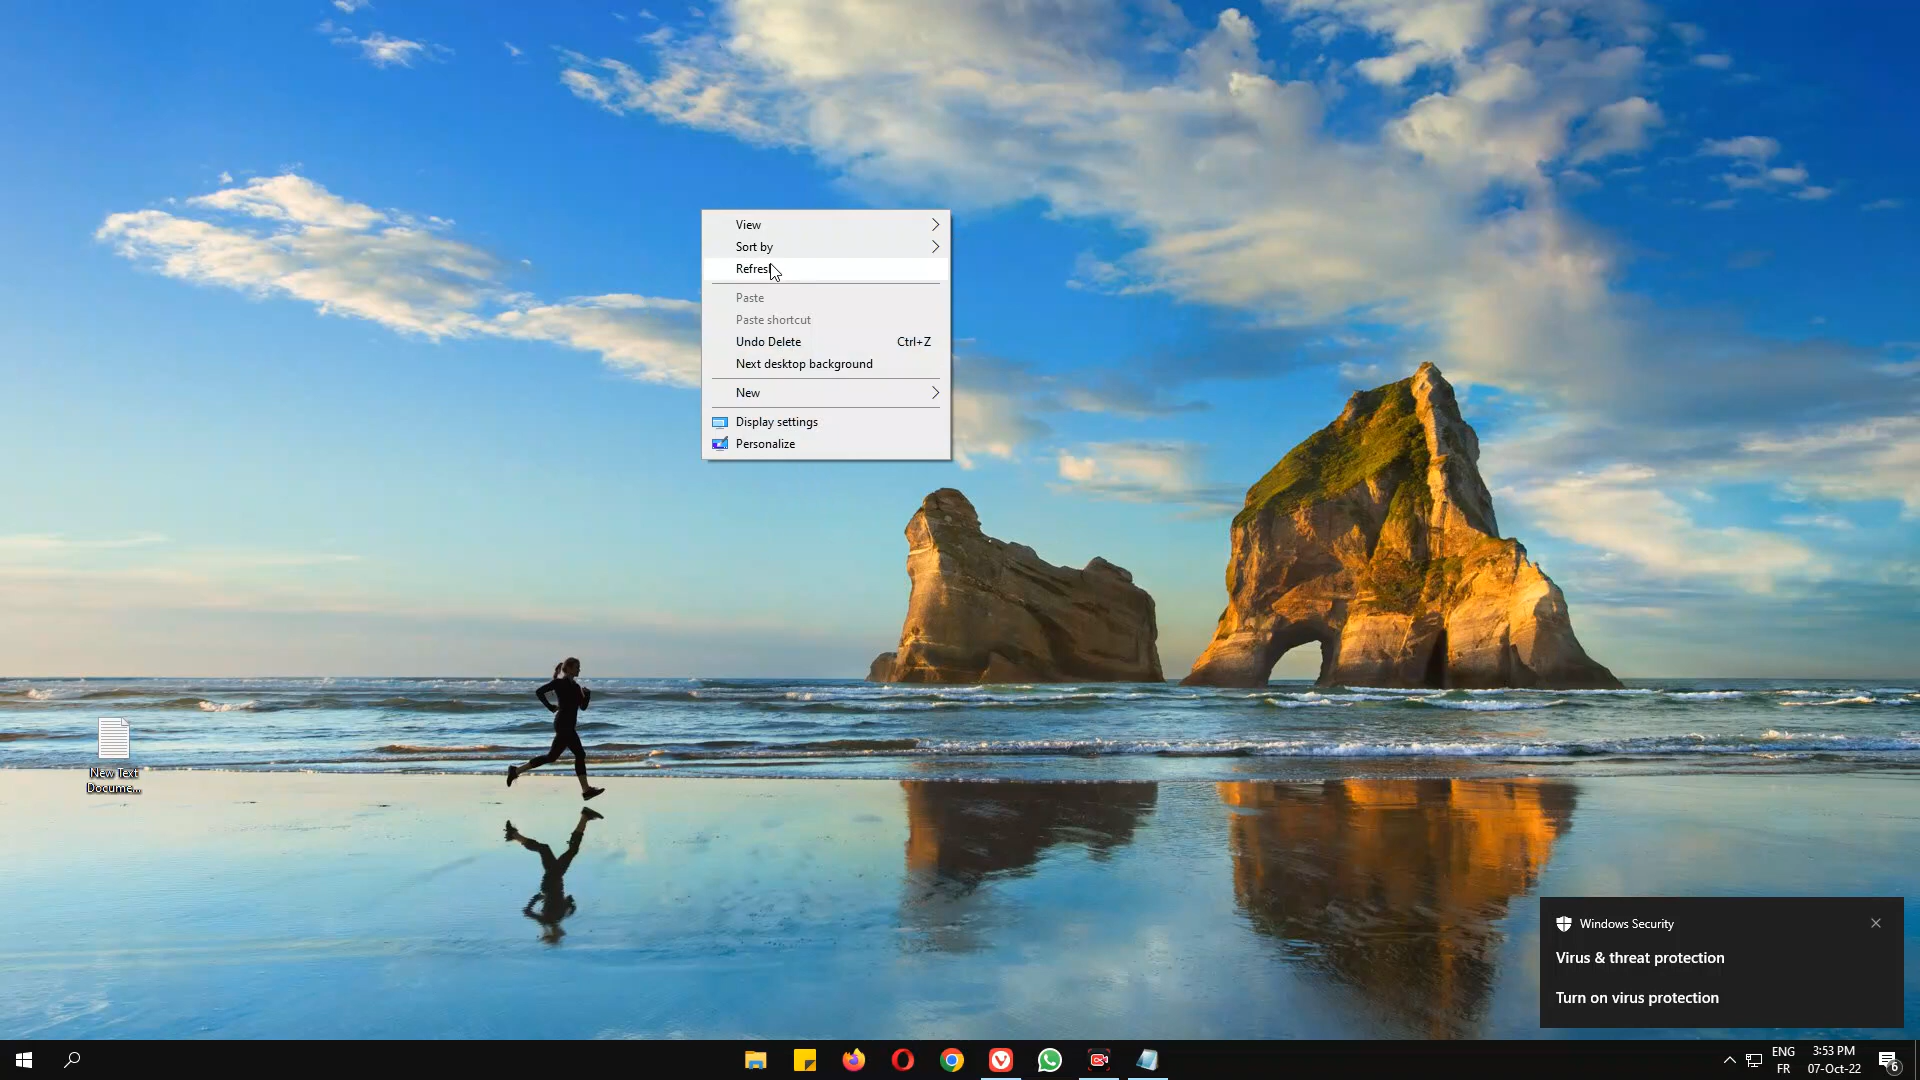 View
Sort by
Refresh
Paste
Paste shortcut
Undo Delete Ctrl+Z
Next desktop background
New
Display settings
Personalize
New Text
Docume...
Windows Security
Virus & threat protection
Turn on virus protection
ENG
FR
3:53 PM
07-Oct-22
6